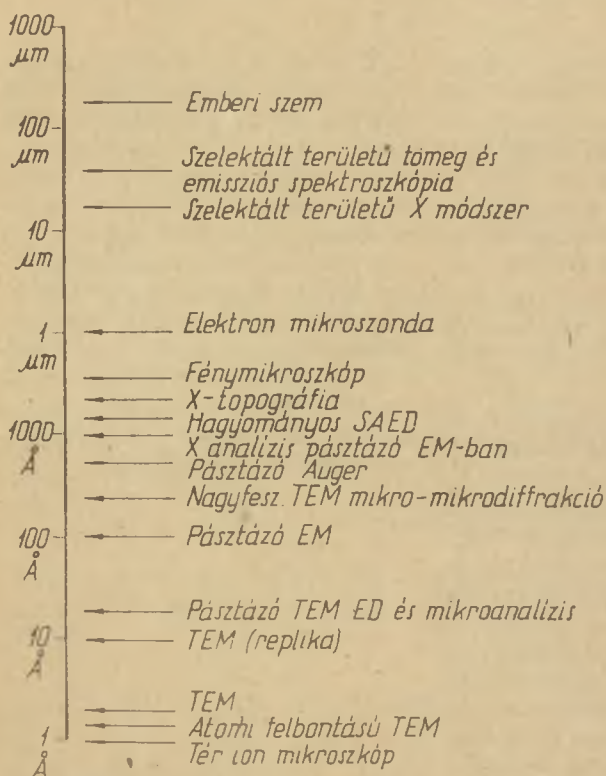 1000
µm
Emberi szem
100
µm
Szelektált területű tömeg és
emissziós spektroszkópia
Szelektált területű X módszer
10
µm
Elektron mikroszonda
1
µm
Fénymikroszkóp
X-topográfia
Hagyományos SAED
1000
Å
X analízis pásztázó EM-ban
Pásztázó Auger
Nagyfesz. TEM mikro-mikrodiffrakció
100
Å
Pásztázó EM
Pásztázó TEM ED és mikroanalízis
10
Å
TEM (replika)
TEM
Atomi felbontású TEM
1
Å
Tér ion mikroszkóp